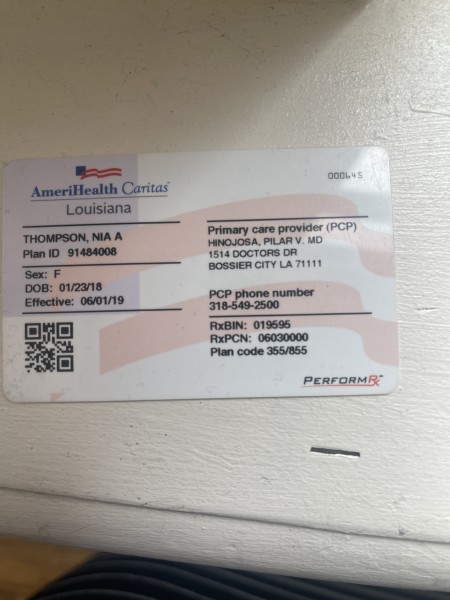 000645
AmeriHealth Caritas
Louisiana
THOMPSON, NIA A
Plan ID 91484008
Sex: F
DOB: 01/23/18
Effective: 06/01/19
Primary care provider (PCP)
HINOJOSA, PILAR V. MD
1514 DOCTORS DR
BOSSIER CITY LA 71111
PCP phone number
318-549-2500
RxBIN: 019595
RxPCN: 06030000
Plan code 355/855
PERFORMRx